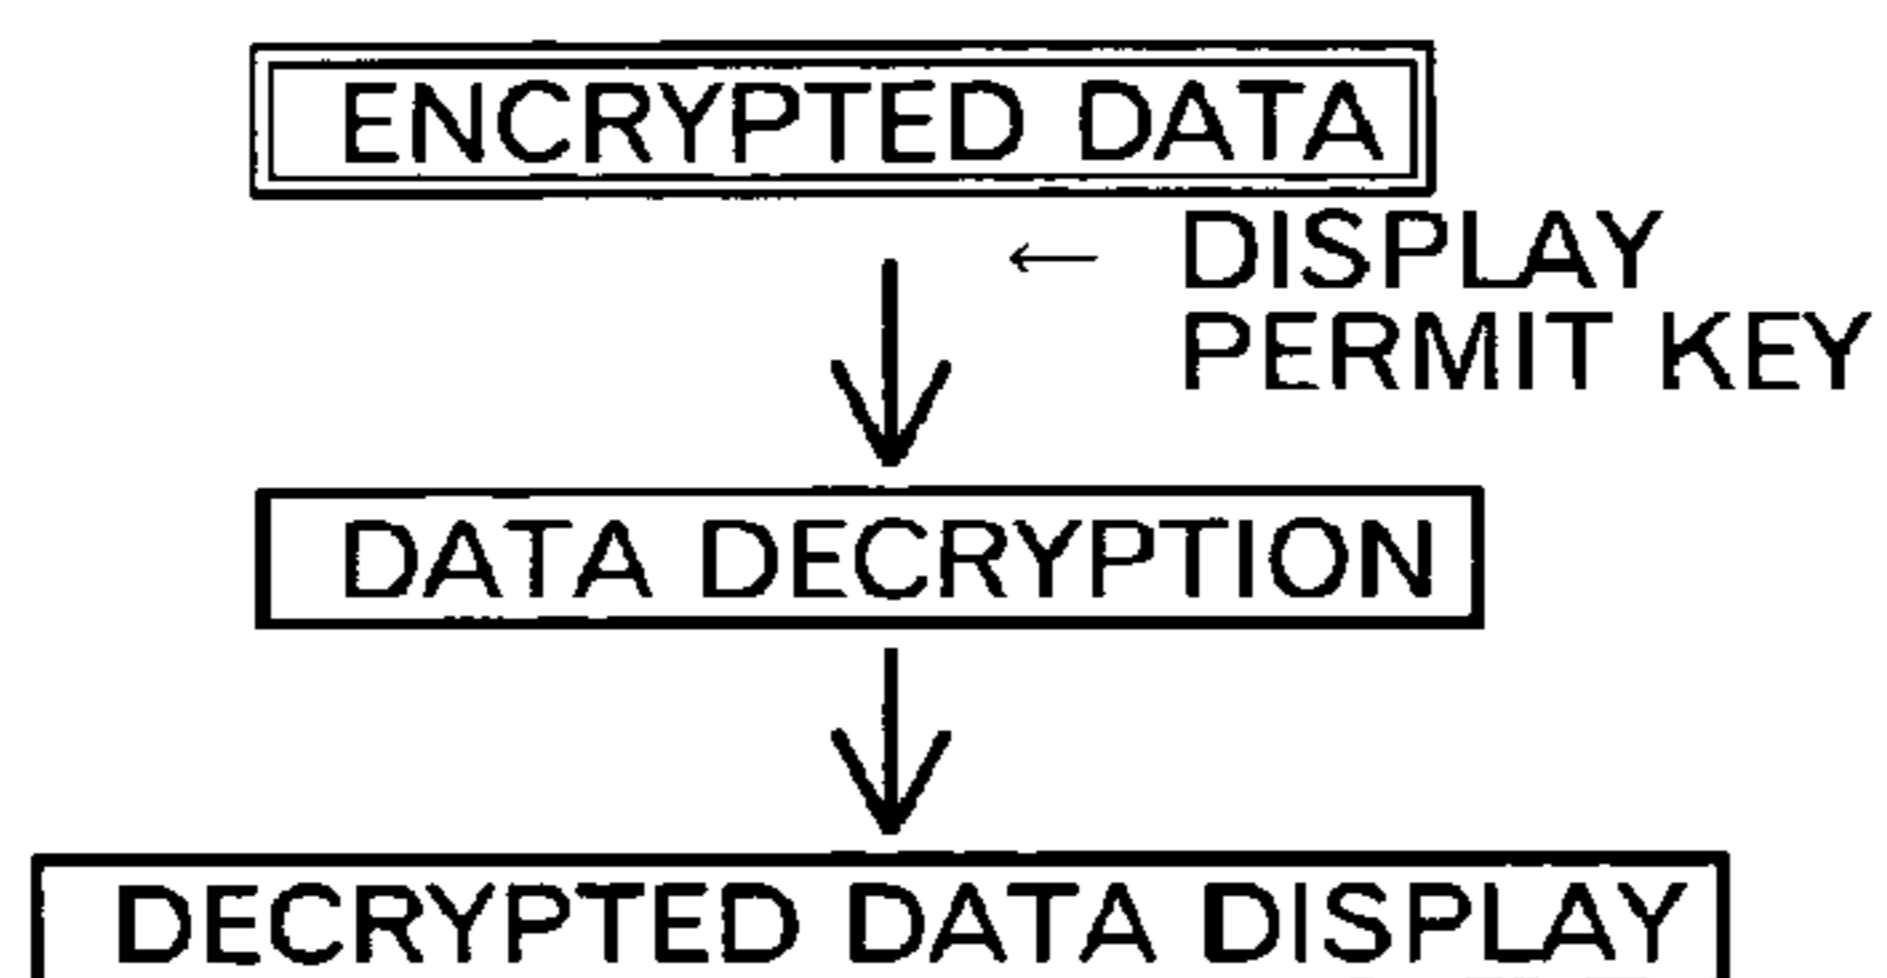 ENCRYPTED DATA
← DISPLAY
PERMIT KEY
DATA DECRYPTION
DECRYPTED DATA DISPLAY